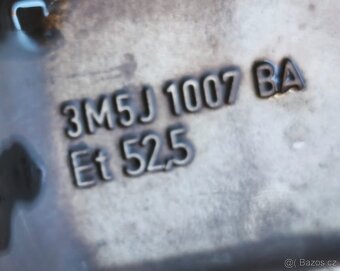 3M5J 1007 BA
Et 52,5
@( Bazos.cz